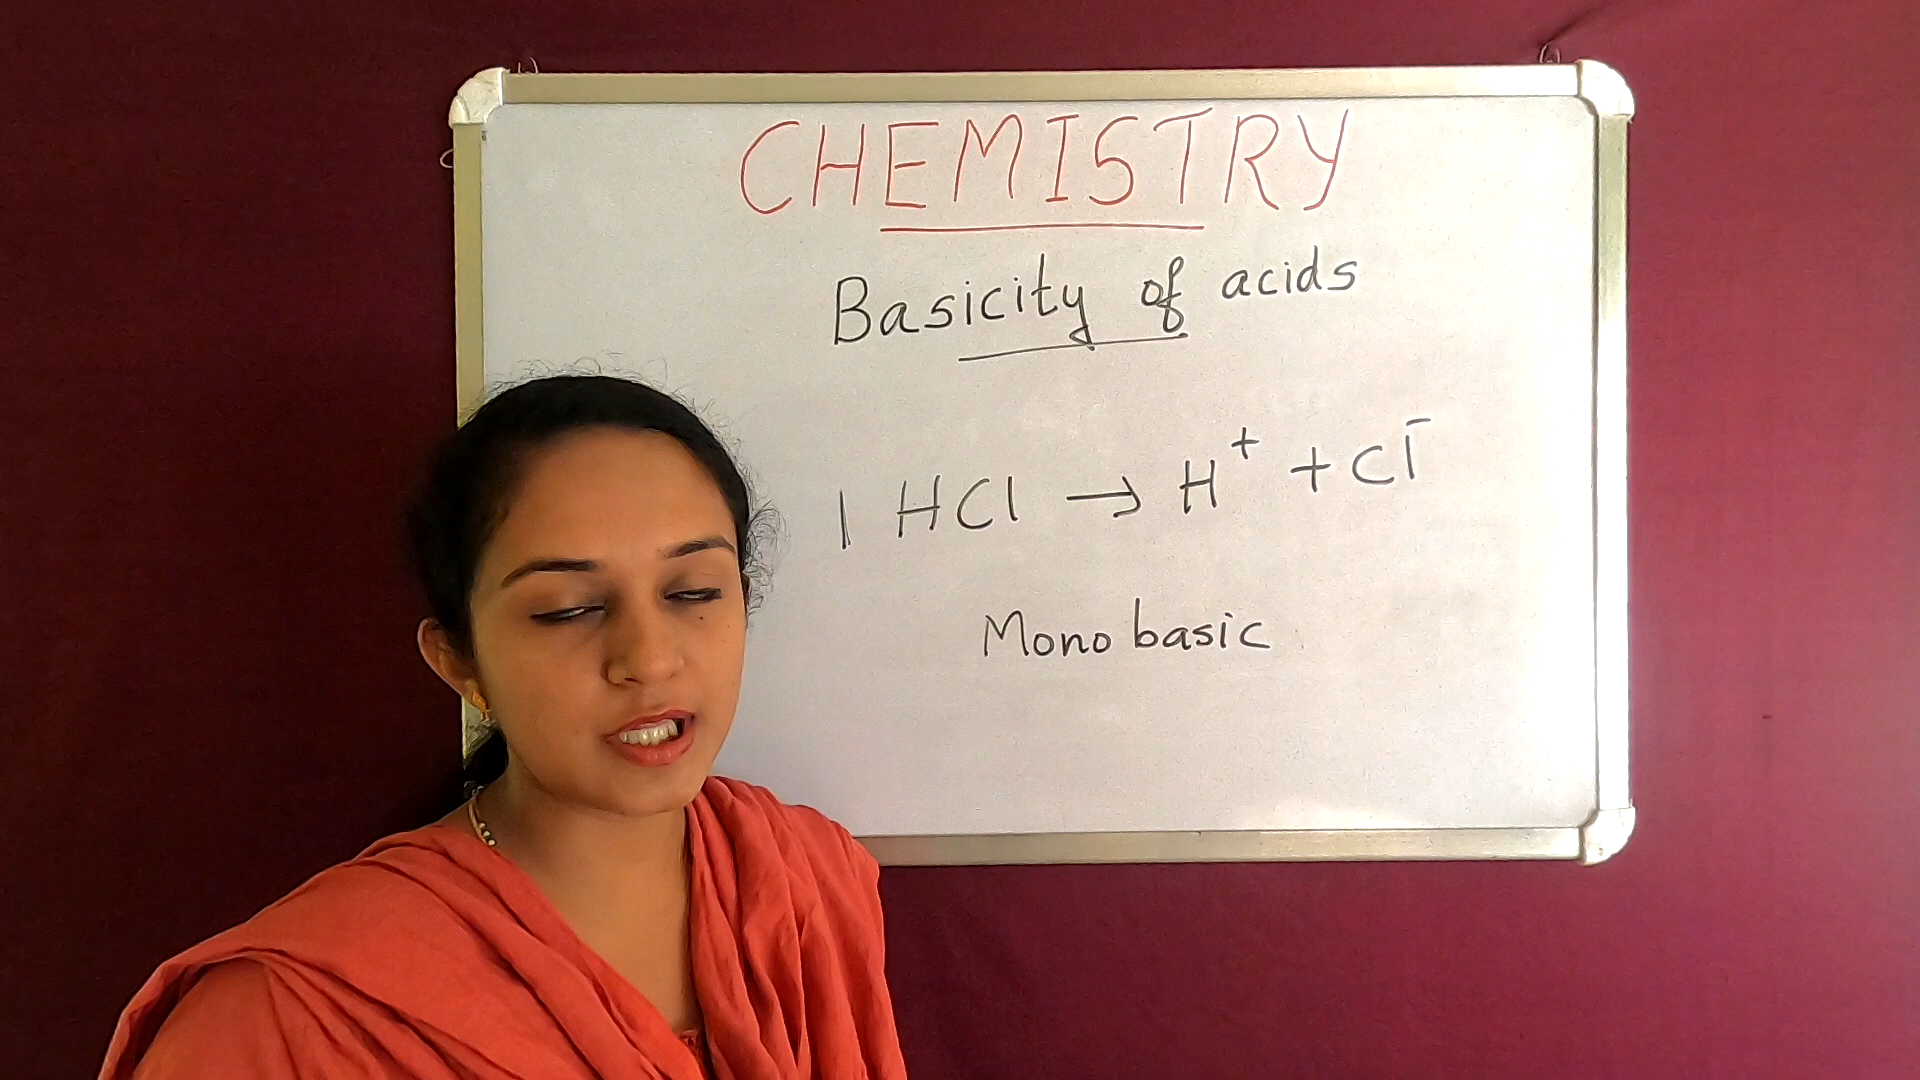 CHEMISTRY
Basicity of acids
1 HCl → H⁺ + Cl⁻
Mono basic